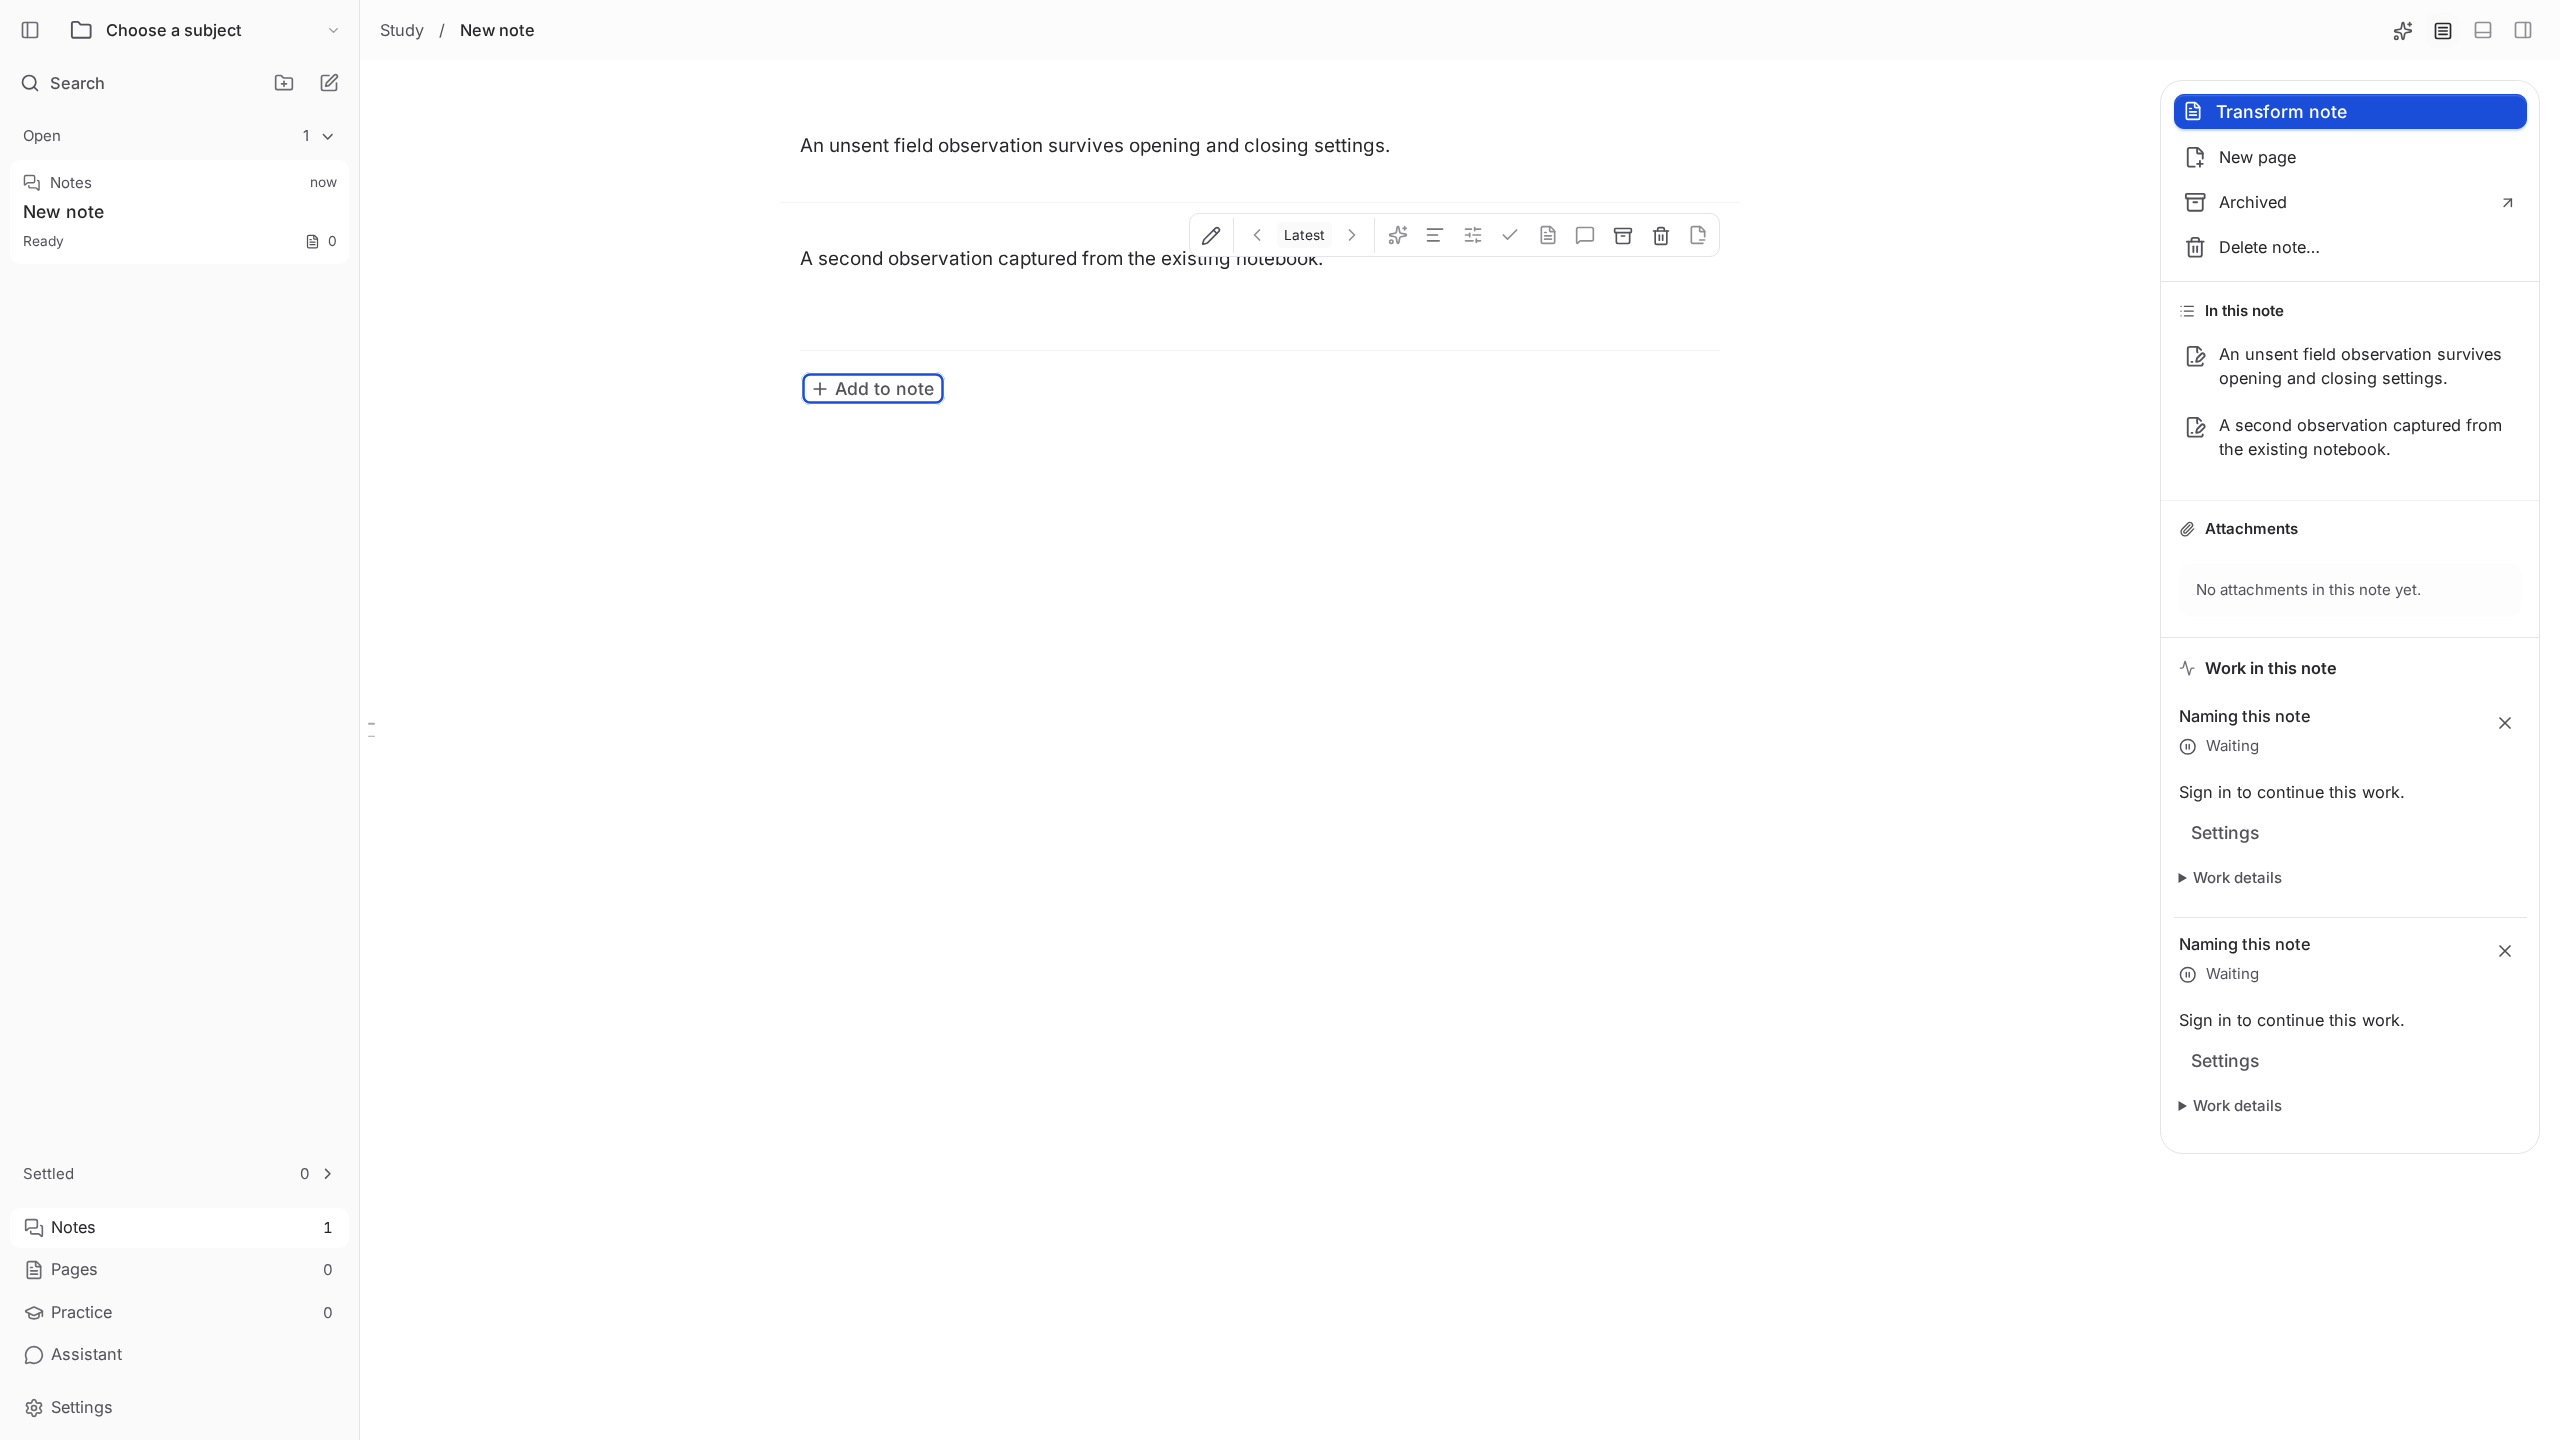 Choose a subject
Search
Open 1
Notes now
New note
Ready 0
Settled 0
Notes 1
Pages 0
Practice 0
Assistant
Settings
Study / New note
An unsent field observation survives opening and closing settings.
Latest
A second observation captured from the existing notebook.
Add to note
Transform note
New page
Archived
Delete note...
In this note
An unsent field observation survives
opening and closing settings.
A second observation captured from
the existing notebook.
Attachments
No attachments in this note yet.
Work in this note
Naming this note
Waiting
Sign in to continue this work.
Settings
Work details
Naming this note
Waiting
Sign in to continue this work.
Settings
Work details